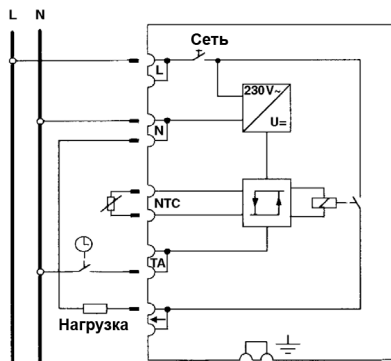 L N
Сеть
L
230V~
U=
N
NTC
TA
Нагрузка